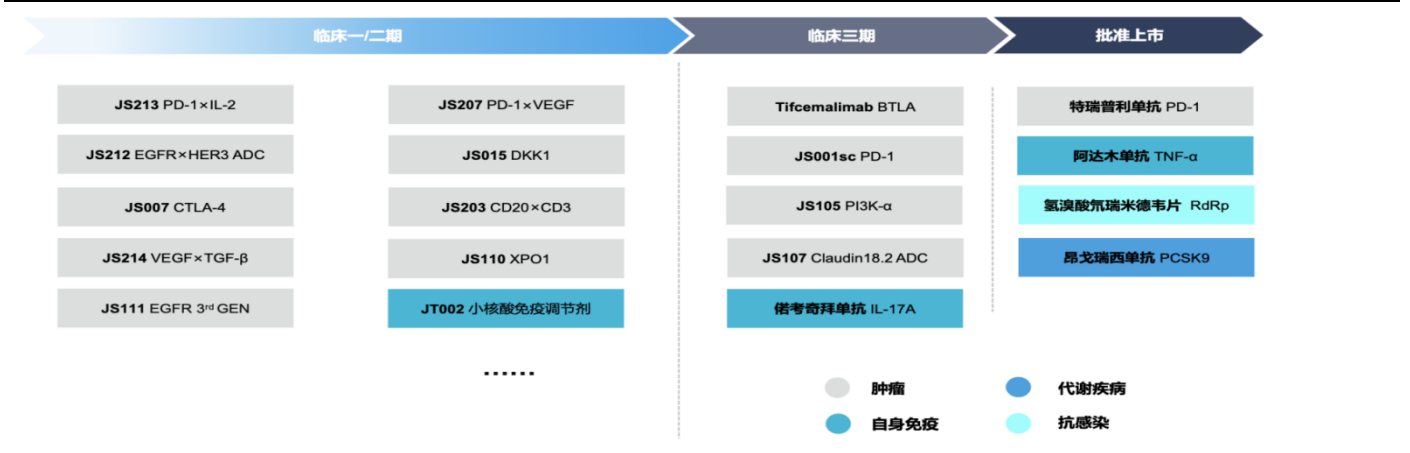 临床一/二期
临床三期
批准上市
JS213 PD-1×IL-2
JS207 PD-1×VEGF
Tifcemalimab BTLA
特瑞普利单抗 PD-1
JS212 EGFR×HER3 ADC
JS015 DKK1
JS001sc PD-1
阿达木单抗 TNF-α
JS007 CTLA-4
JS203 CD20×CD3
JS105 PI3K-α
氢溴酸氘瑞米德韦片 RdRp
JS214 VEGF×TGF-β
JS110 XPO1
JS107 Claudin18.2 ADC
昂戈瑞西单抗 PCSK9
JS111 EGFR 3rd GEN
JT002 小核酸免疫调节剂
偌考奇拜单抗 IL-17A
......
肿瘤
代谢疾病
自身免疫
抗感染